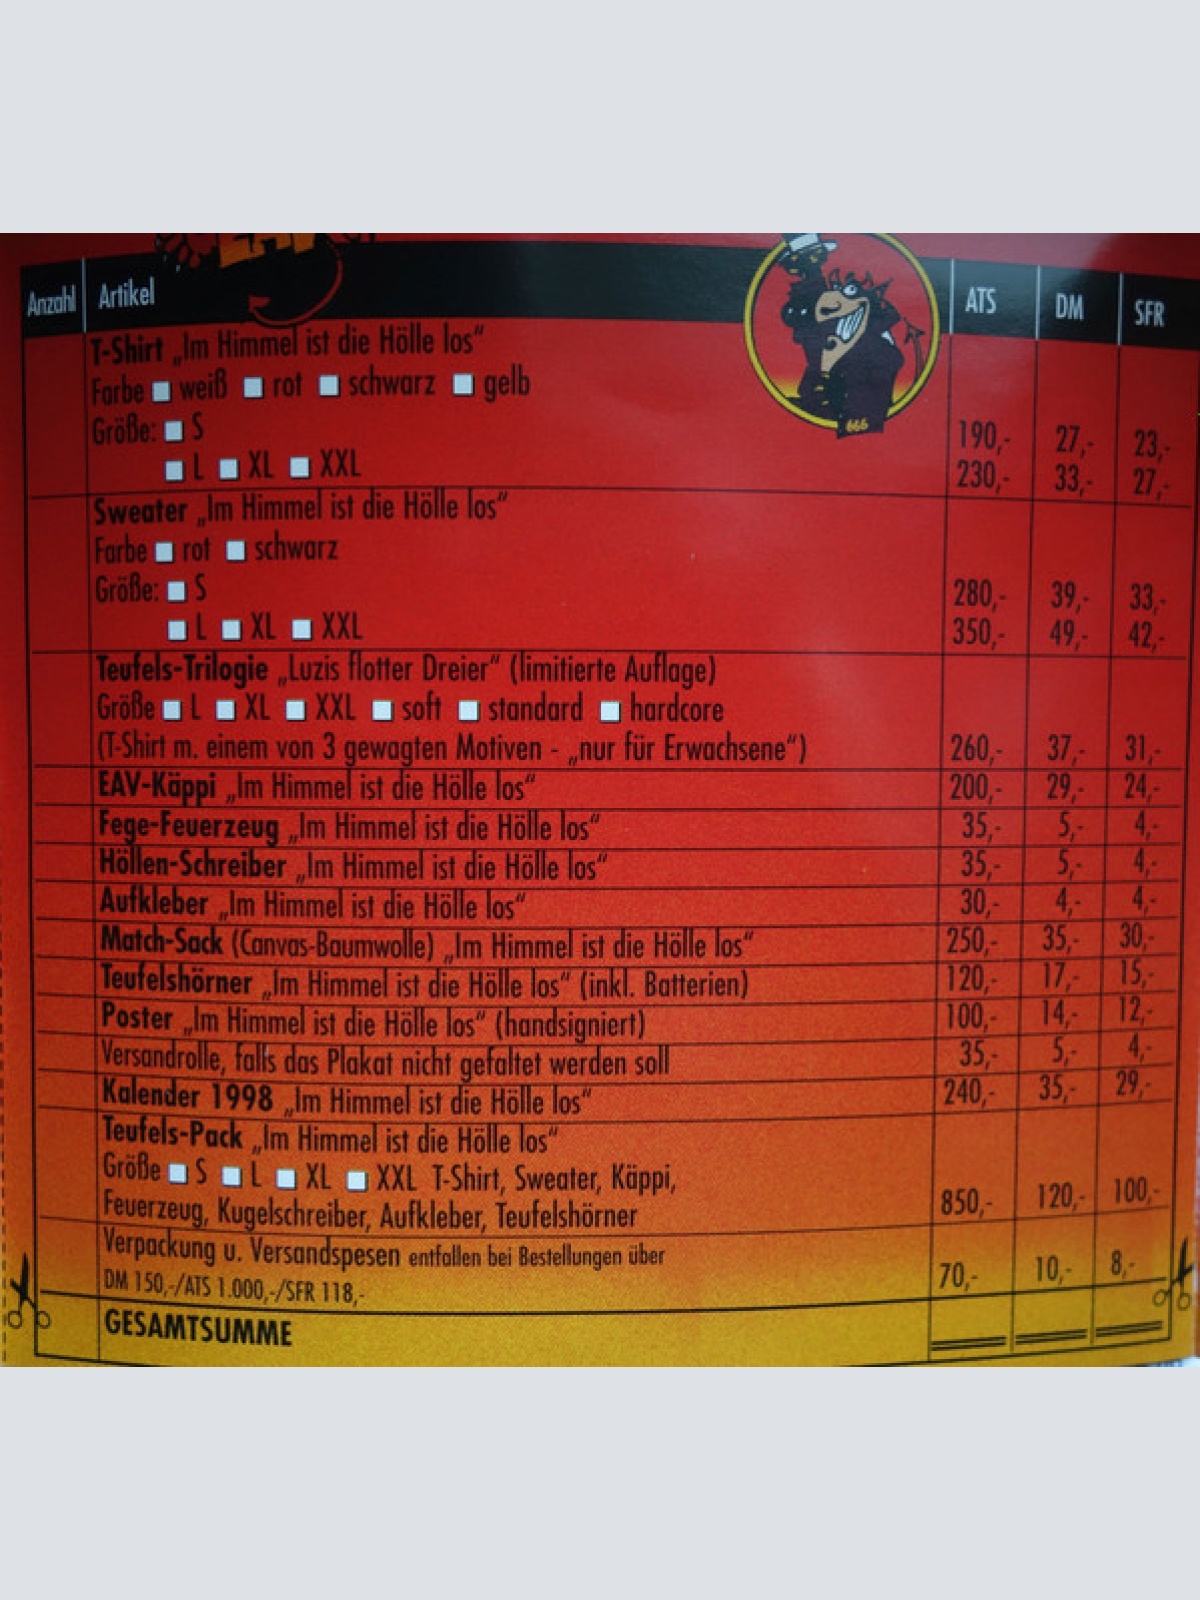 EAV
Anzahl Artikel ATS DM SFR
T-Shirt „Im Himmel ist die Hölle los“
Farbe weiß rot schwarz gelb
666
Größe: S 190,- 27,- 23,-
L XL XXL 230,- 33,- 27,-
Sweater „Im Himmel ist die Hölle los“
Farbe rot schwarz
Größe: S 280,- 39,- 33,-
L XL XXL 350,- 49,- 42,-
Teufels-Trilogie „Luzis flotter Dreier“ (limitierte Auflage)
Größe L XL XXL soft standard hardcore
(T-Shirt m. einem von 3 gewagten Motiven - „nur für Erwachsene“) 260,- 37,- 31,-
EAV-Käppi „Im Himmel ist die Hölle los“ 200,- 29,- 24,-
Fege-Feuerzeug „Im Himmel ist die Hölle los“ 35,- 5,- 4,-
Höllen-Schreiber „Im Himmel ist die Hölle los“ 35,- 5,- 4,-
Aufkleber „Im Himmel ist die Hölle los“ 30,- 4,- 4,-
Match-Sack (Canvas-Baumwolle) „Im Himmel ist die Hölle los“ 250,- 35,- 30,-
Teufelshörner „Im Himmel ist die Hölle los“ (inkl. Batterien) 120,- 17,- 15,-
Poster „Im Himmel ist die Hölle los“ (handsigniert) 100,- 14,- 12,-
Versandrolle, falls das Plakat nicht gefaltet werden soll 35,- 5,- 4,-
Kalender 1998 „Im Himmel ist die Hölle los“ 240,- 35,- 29,-
Teufels-Pack „Im Himmel ist die Hölle los“
Größe S L XL XXL T-Shirt, Sweater, Käppi,
Feuerzeug, Kugelschreiber, Aufkleber, Teufelshörner 850,- 120,- 100,-
Verpackung u. Versandspesen entfallen bei Bestellungen über
DM 150,-/ATS 1.000,-/SFR 118,- 70,- 10,- 8,-
GESAMTSUMME